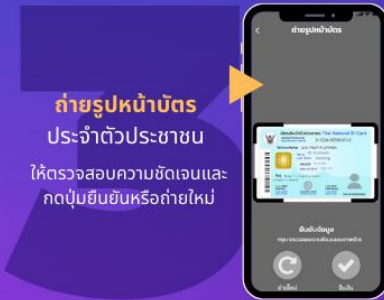 3
ถ่ายรูปหน้าบัตร
ประจำตัวประชาชน
ให้ตรวจสอบความชัดเจนและ
กดปุ่มยืนยันหรือถ่ายใหม่
ถ่ายรูปหน้าบัตร
Thai National ID Card
ยืนยันข้อมูล
ถ่ายใหม่
ยืนยัน